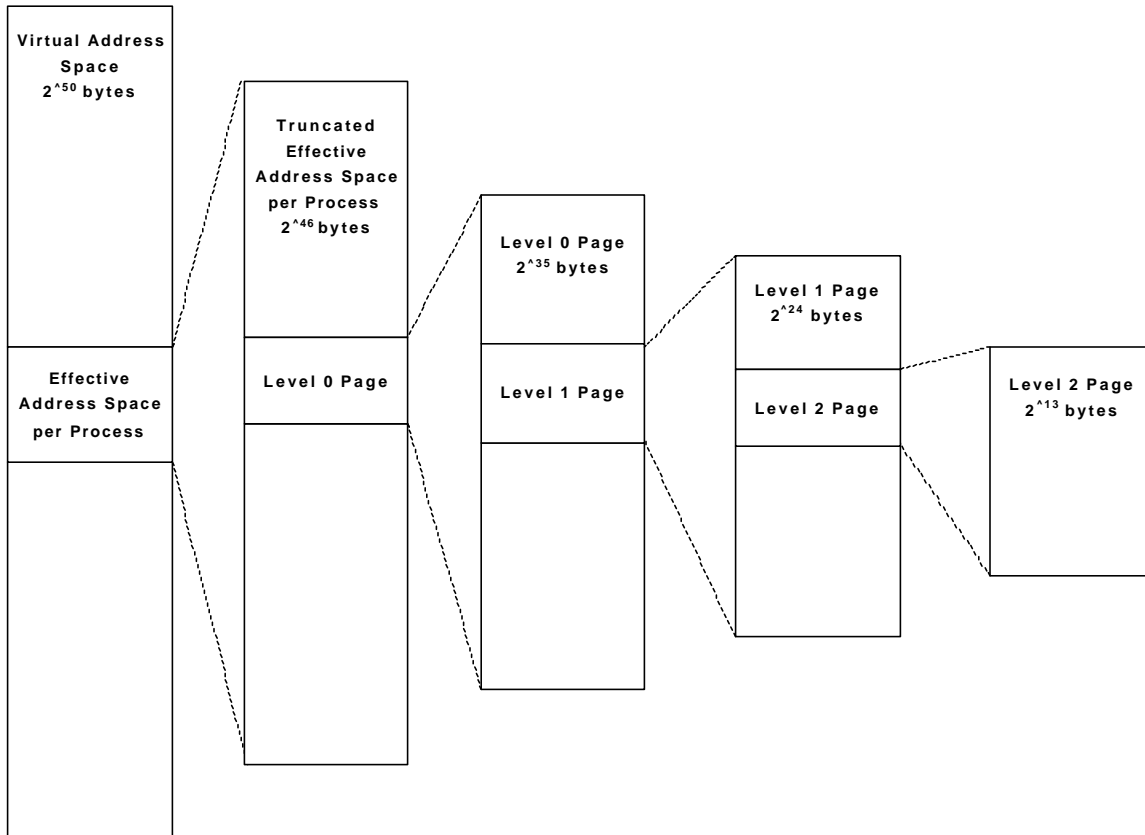 Virtual Address
Space
2^50 bytes
Effective
Address Space
per Process
Truncated
Effective
Address Space
per Process
2^46 bytes
Level 0 Page
Level 0 Page
2^35 bytes
Level 1 Page
Level 1 Page
2^24 bytes
Level 2 Page
Level 2 Page
2^13 bytes